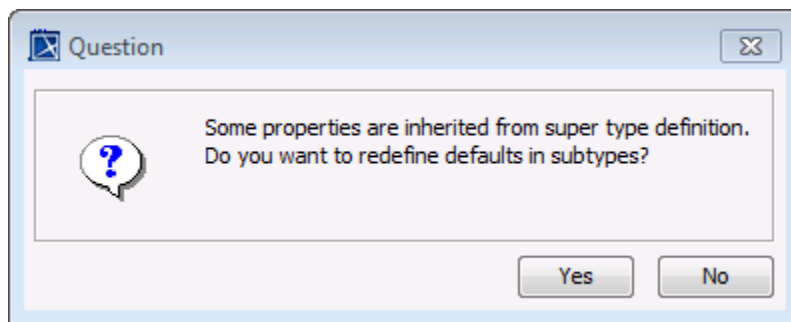 Question
Some properties are inherited from super type definition.
Do you want to redefine defaults in subtypes?
Yes No